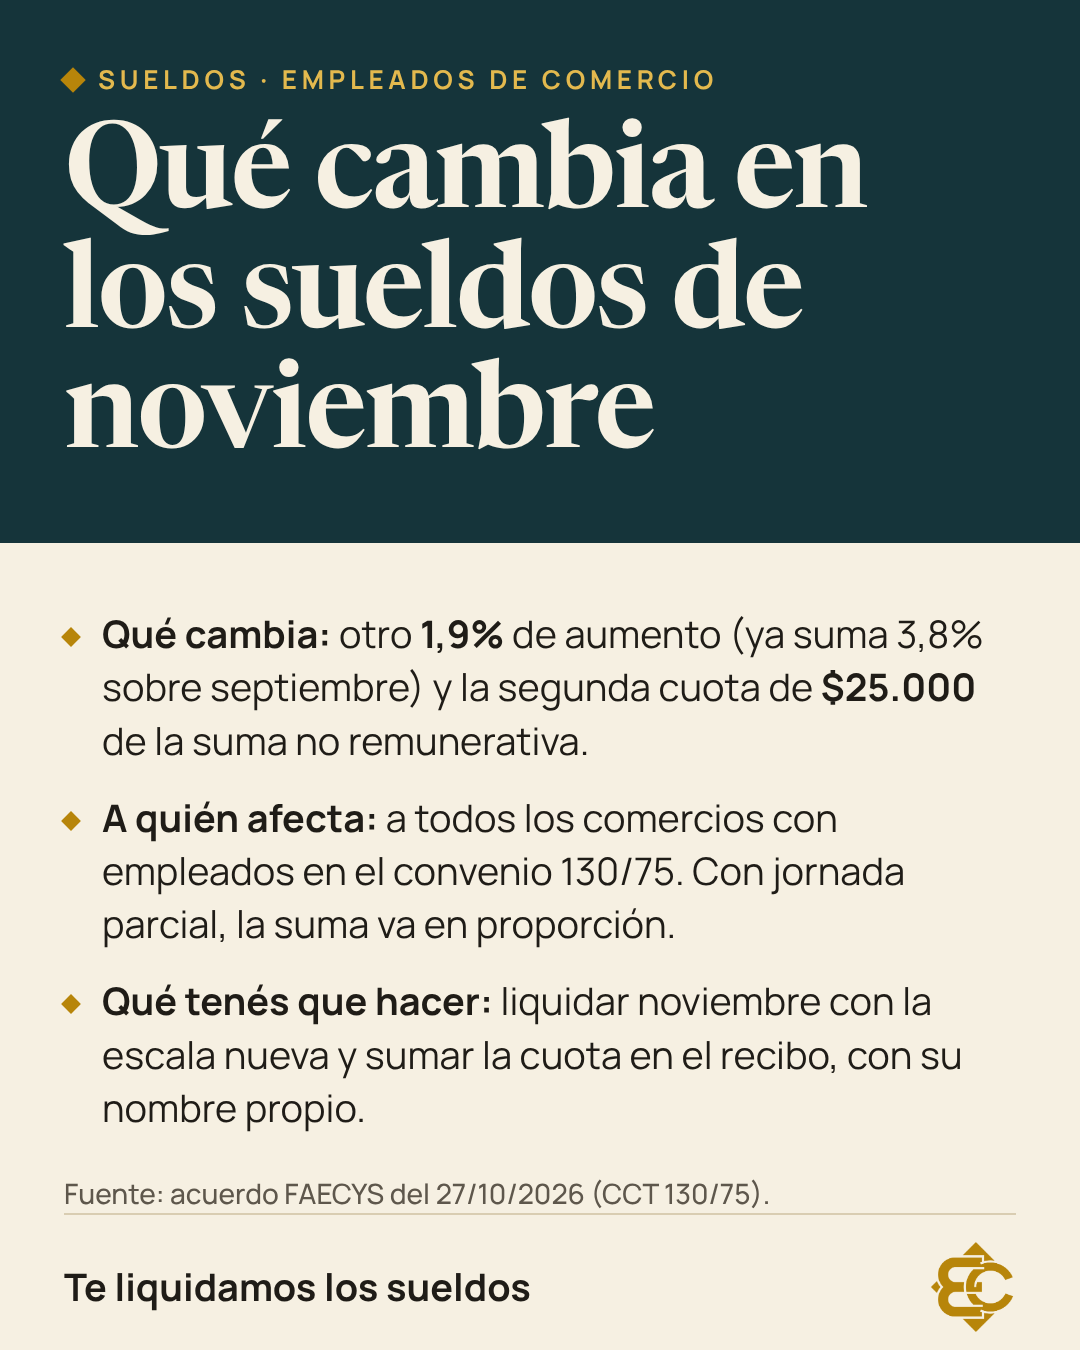 SUELDOS · EMPLEADOS DE COMERCIO
Qué cambia en
los sueldos de
noviembre
Qué cambia: otro 1,9% de aumento (ya suma 3,8%
sobre septiembre) y la segunda cuota de $25.000
de la suma no remunerativa.
A quién afecta: a todos los comercios con
empleados en el convenio 130/75. Con jornada
parcial, la suma va en proporción.
Qué tenés que hacer: liquidar noviembre con la
escala nueva y sumar la cuota en el recibo, con su
nombre propio.
Fuente: acuerdo FAECYS del 27/10/2026 (CCT 130/75).
Te liquidamos los sueldos
EC